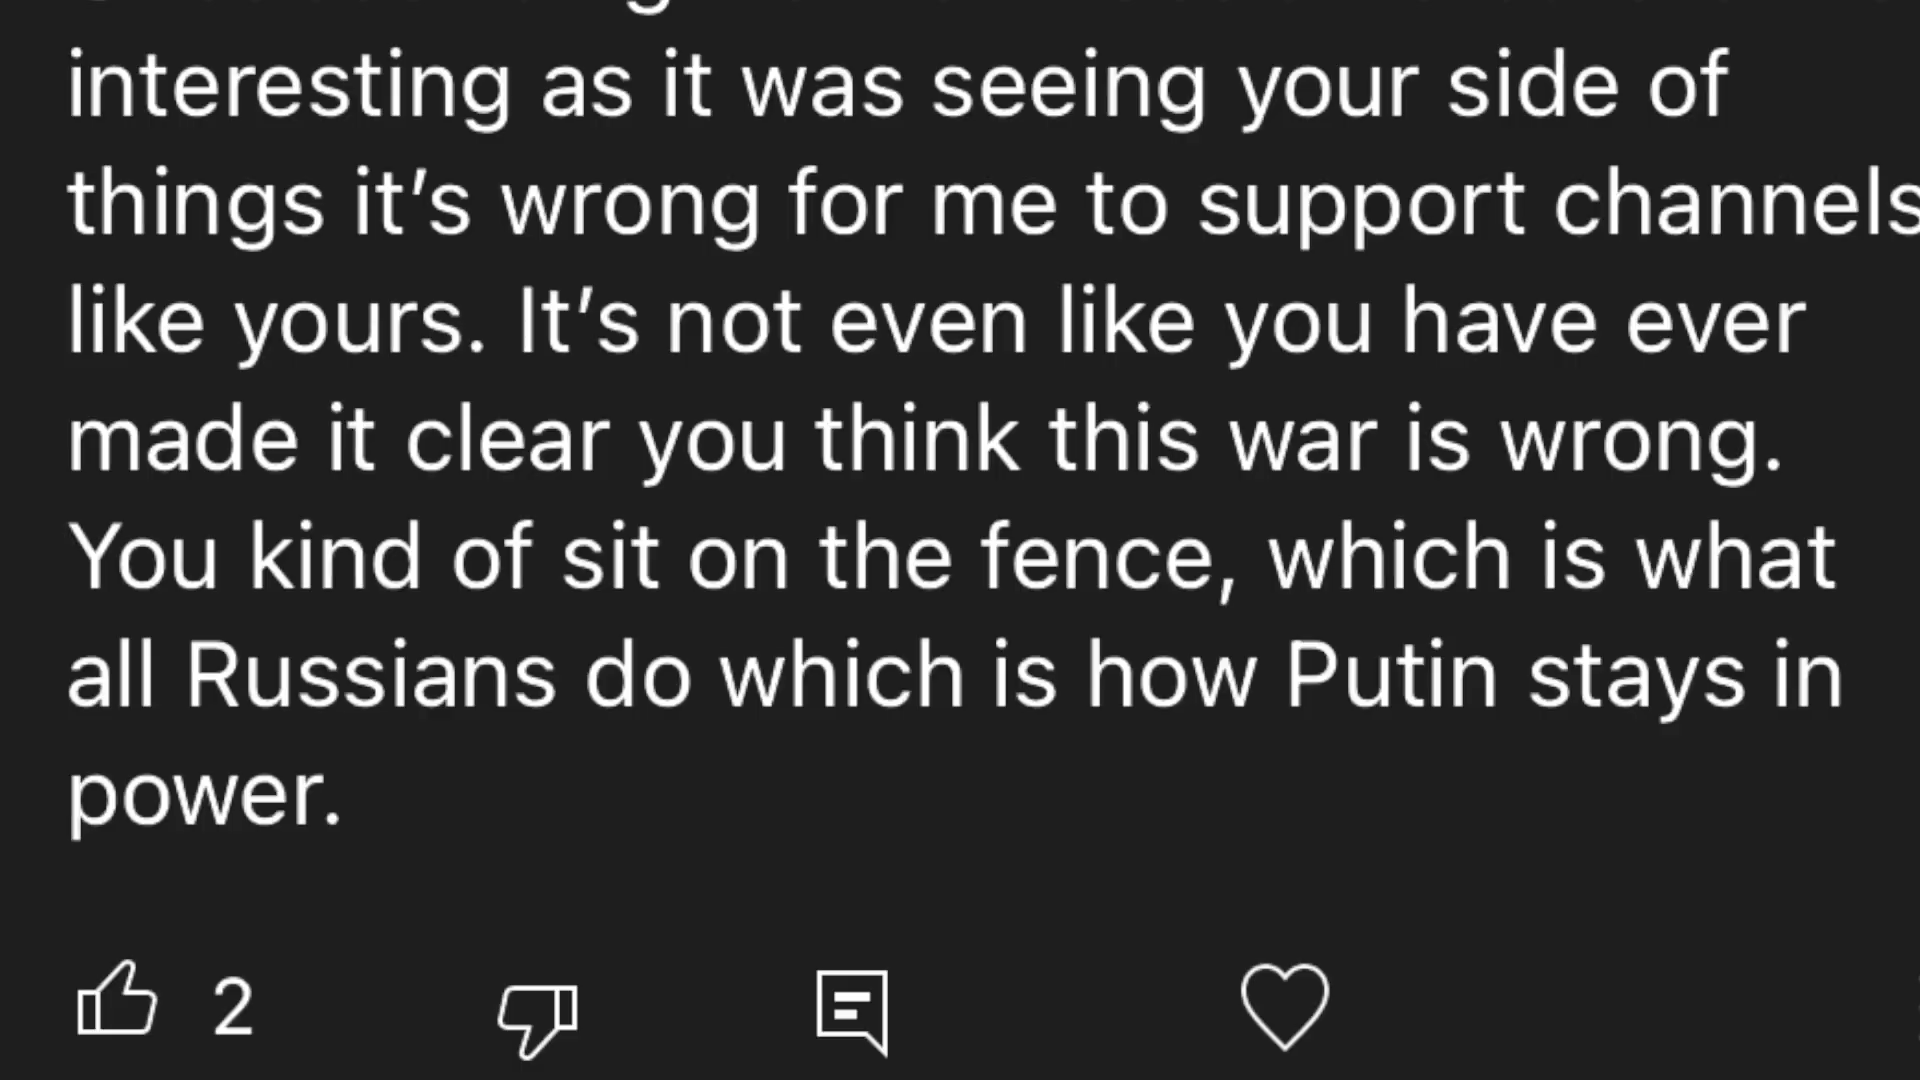 interesting as it was seeing your side of
things it’s wrong for me to support channels
like yours. It’s not even like you have ever
made it clear you think this war is wrong.
You kind of sit on the fence, which is what
all Russians do which is how Putin stays in
power.
2